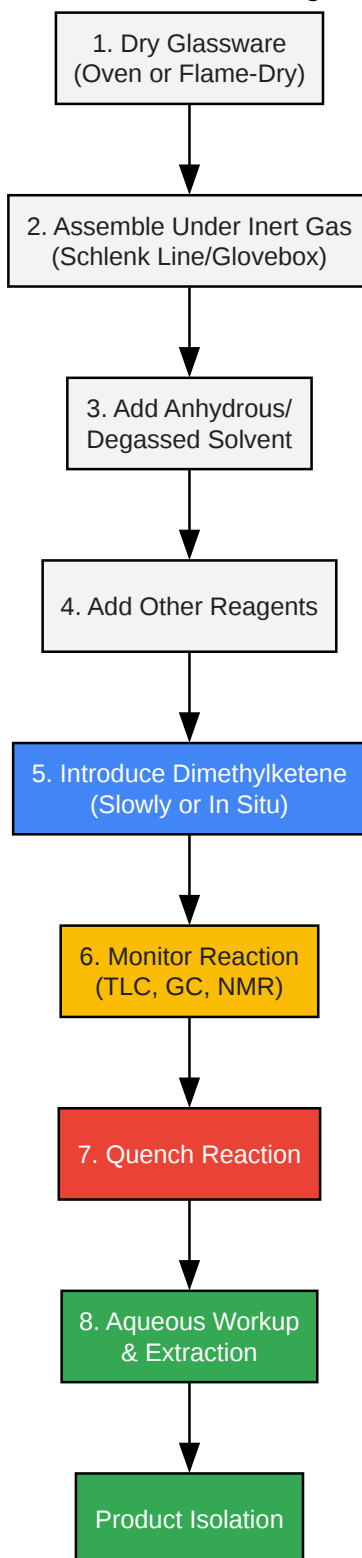 1. Dry Glassware
(Oven or Flame-Dry)
2. Assemble Under Inert Gas
(Schlenk Line/Glovebox)
3. Add Anhydrous/
Degassed Solvent
4. Add Other Reagents
5. Introduce Dimethylketene
(Slowly or In Situ)
6. Monitor Reaction
(TLC, GC, NMR)
7. Quench Reaction
8. Aqueous Workup
& Extraction
Product Isolation